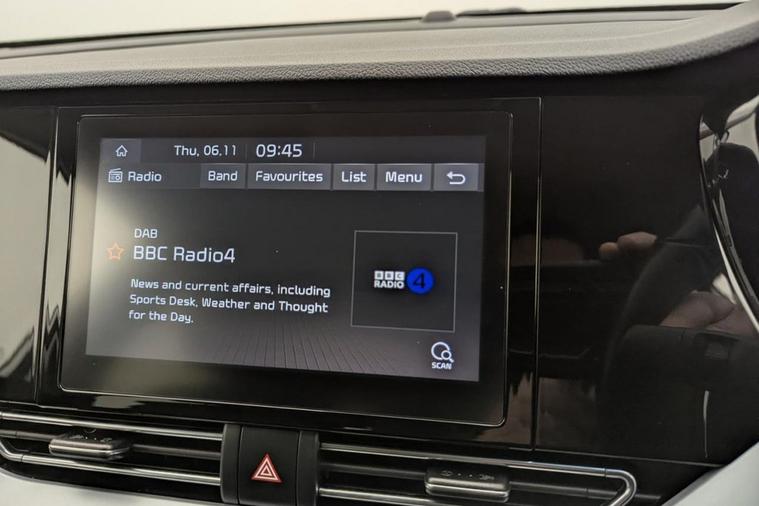 Thu, 06.11 09:45
Radio Band Favourites List Menu
DAB
BBC Radio4
News and current affairs, including
Sports Desk, Weather and Thought
for the Day.
BBC
RADIO 4
SCAN